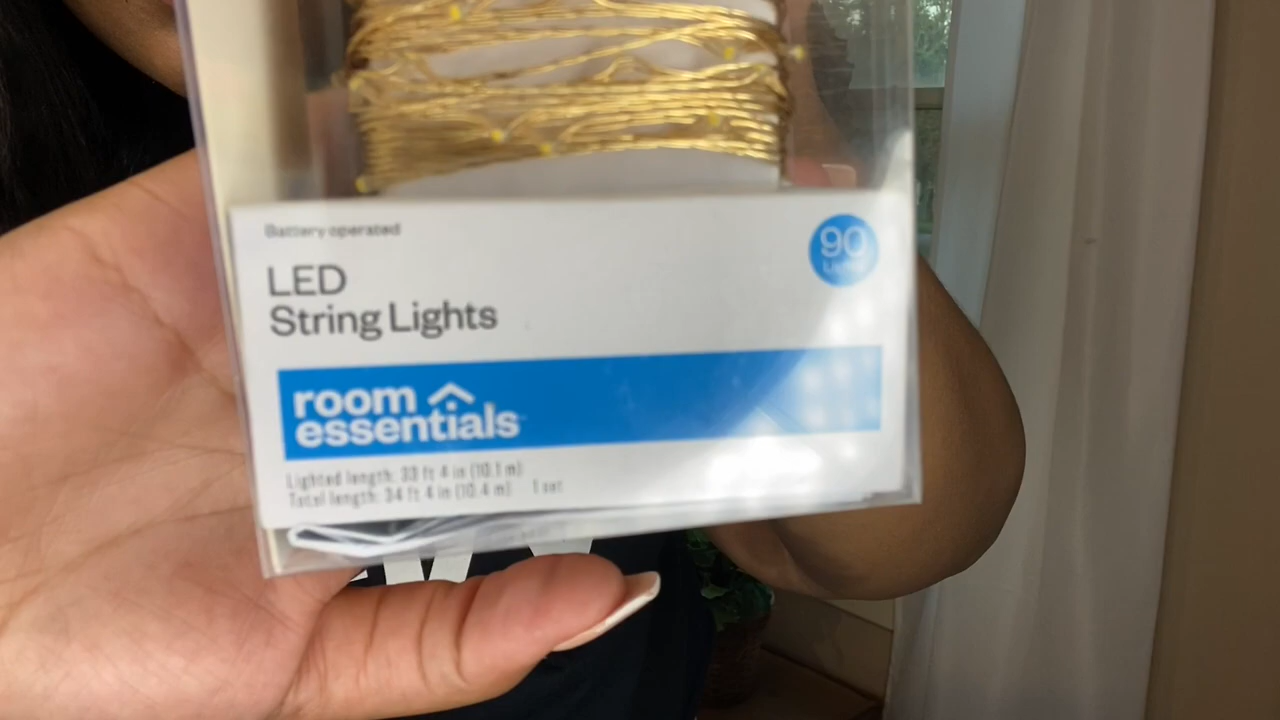 Battery operated
90
Lights
LED
String Lights
room
essentials
Lighted length: 33 ft 4 in (10.1 m)
Total length: 34 ft 4 in (10.4 m) 1 set